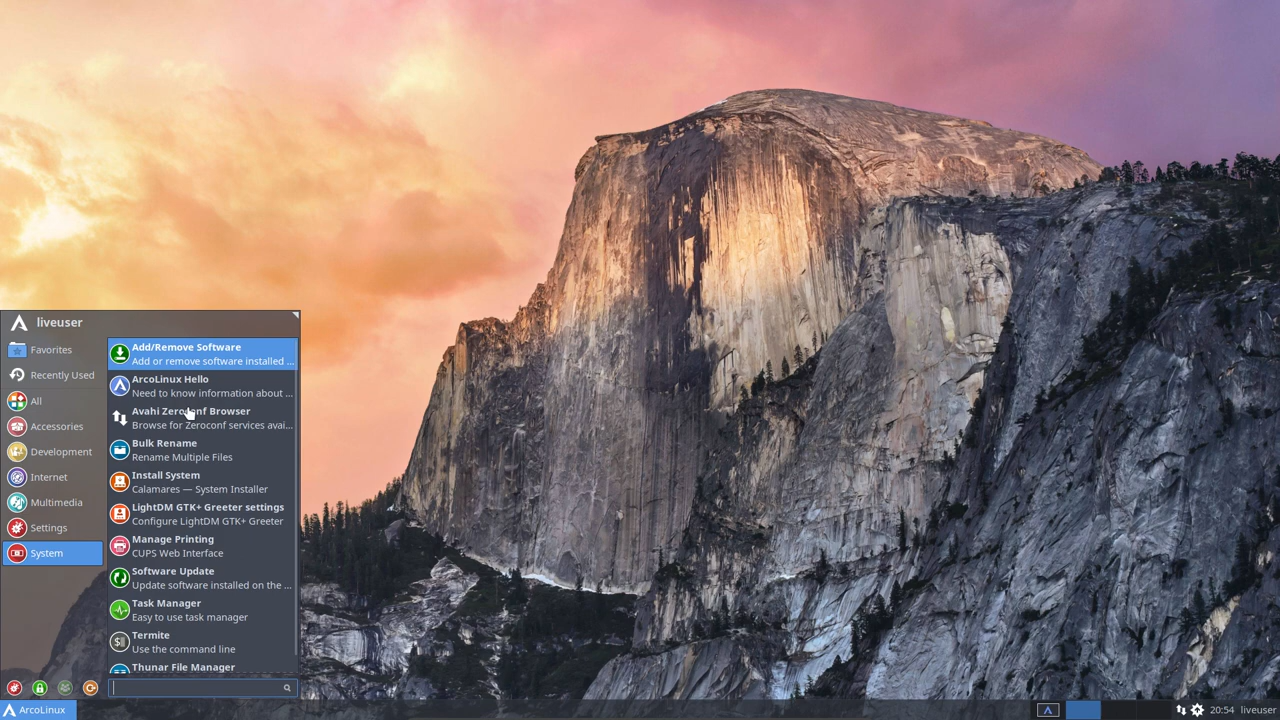 liveuser
Favorites
Recently Used
All
Accessories
Development
Internet
Multimedia
Settings
System
Add/Remove Software
Add or remove software installed ...
ArcoLinux Hello
Need to know information about ...
Avahi Zeroconf Browser
Browse for Zeroconf services avai...
Bulk Rename
Rename Multiple Files
Install System
Calamares — System Installer
LightDM GTK+ Greeter settings
Configure LightDM GTK+ Greeter
Manage Printing
CUPS Web Interface
Software Update
Update software installed on the ...
Task Manager
Easy to use task manager
Termite
Use the command line
Thunar File Manager
ArcoLinux
20:54 liveuser